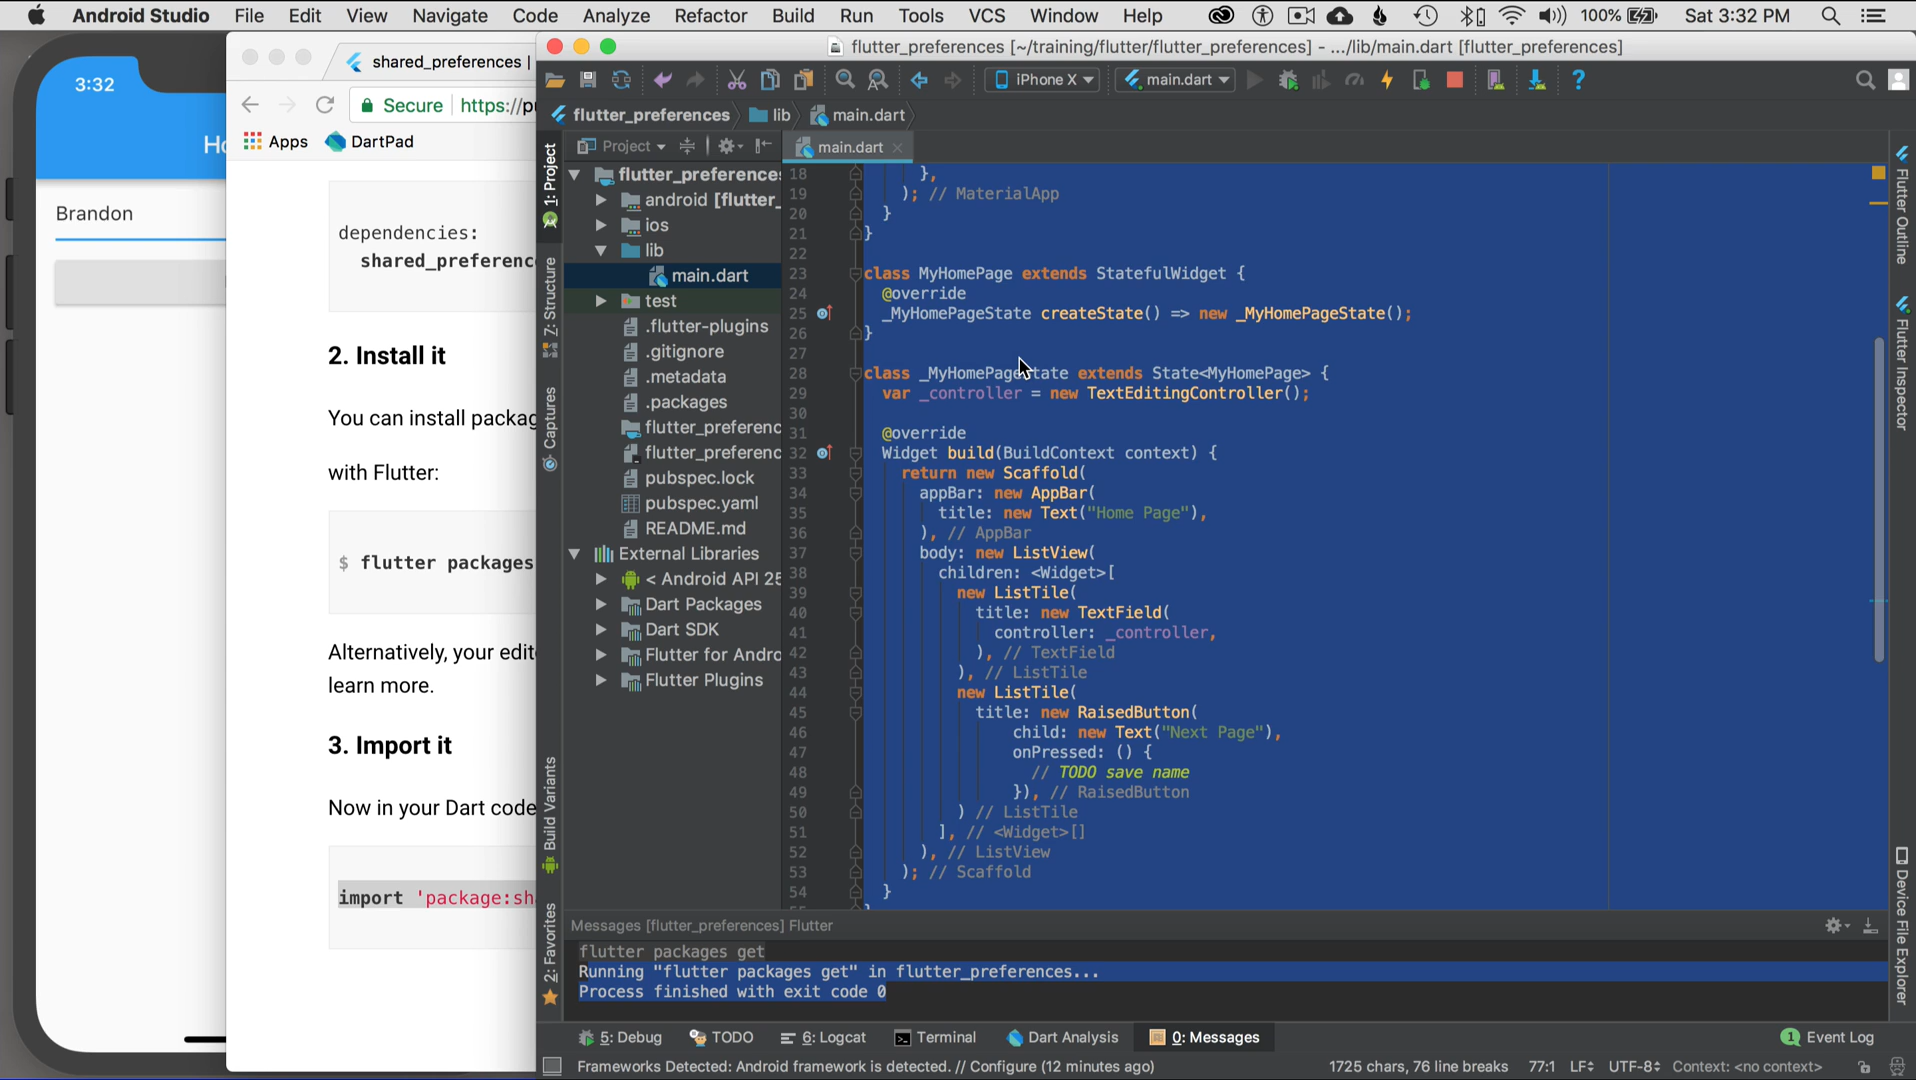 Android Studio File Edit View Navigate Code Analyze Refactor Build Run Tools VCS Window Help 100% Sat 3:32 PM
3:32
Brandon
shared_preferences |
Secure https://p
Apps DartPad
dependencies:
shared_preference
2. Install it
You can install packag
with Flutter:
$ flutter packages
Alternatively, your edit
learn more.
3. Import it
Now in your Dart code
import 'package:sh
flutter_preferences [~/training/flutter/flutter_preferences] - .../lib/main.dart [flutter_preferences]
iPhone X main.dart
flutter_preferences lib main.dart
Project
main.dart
1: Project
7: Structure
Captures
Build Variants
2: Favorites
flutter_preferences
android [flutter_
ios
lib
main.dart
test
.flutter-plugins
.gitignore
.metadata
.packages
flutter_preferenc
flutter_preferenc
pubspec.lock
pubspec.yaml
README.md
External Libraries
< Android API 25
Dart Packages
Dart SDK
Flutter for Andro
Flutter Plugins
18 },
19 ); // MaterialApp
20 }
21 }
22
23 class MyHomePage extends StatefulWidget {
24 @override
25 _MyHomePageState createState() => new _MyHomePageState();
26 }
27
28 class _MyHomePageState extends State<MyHomePage> {
29 var _controller = new TextEditingController();
30
31 @override
32 Widget build(BuildContext context) {
33 return new Scaffold(
34 appBar: new AppBar(
35 title: new Text("Home Page"),
36 ), // AppBar
37 body: new ListView(
38 children: <Widget>[
39 new ListTile(
40 title: new TextField(
41 controller: _controller,
42 ), // TextField
43 ), // ListTile
44 new ListTile(
45 title: new RaisedButton(
46 child: new Text("Next Page"),
47 onPressed: () {
48 // TODO save name
49 }), // RaisedButton
50 ) // ListTile
51 ], // <Widget>[]
52 ), // ListView
53 ); // Scaffold
54 }
Flutter Outline
Flutter Inspector
Device File Explorer
Messages [flutter_preferences] Flutter
flutter packages get
Running "flutter packages get" in flutter_preferences...
Process finished with exit code 0
5: Debug TODO 6: Logcat Terminal Dart Analysis 0: Messages 1 Event Log
Frameworks Detected: Android framework is detected. // Configure (12 minutes ago) 1725 chars, 76 line breaks 77:1 LF UTF-8 Context: <no context>